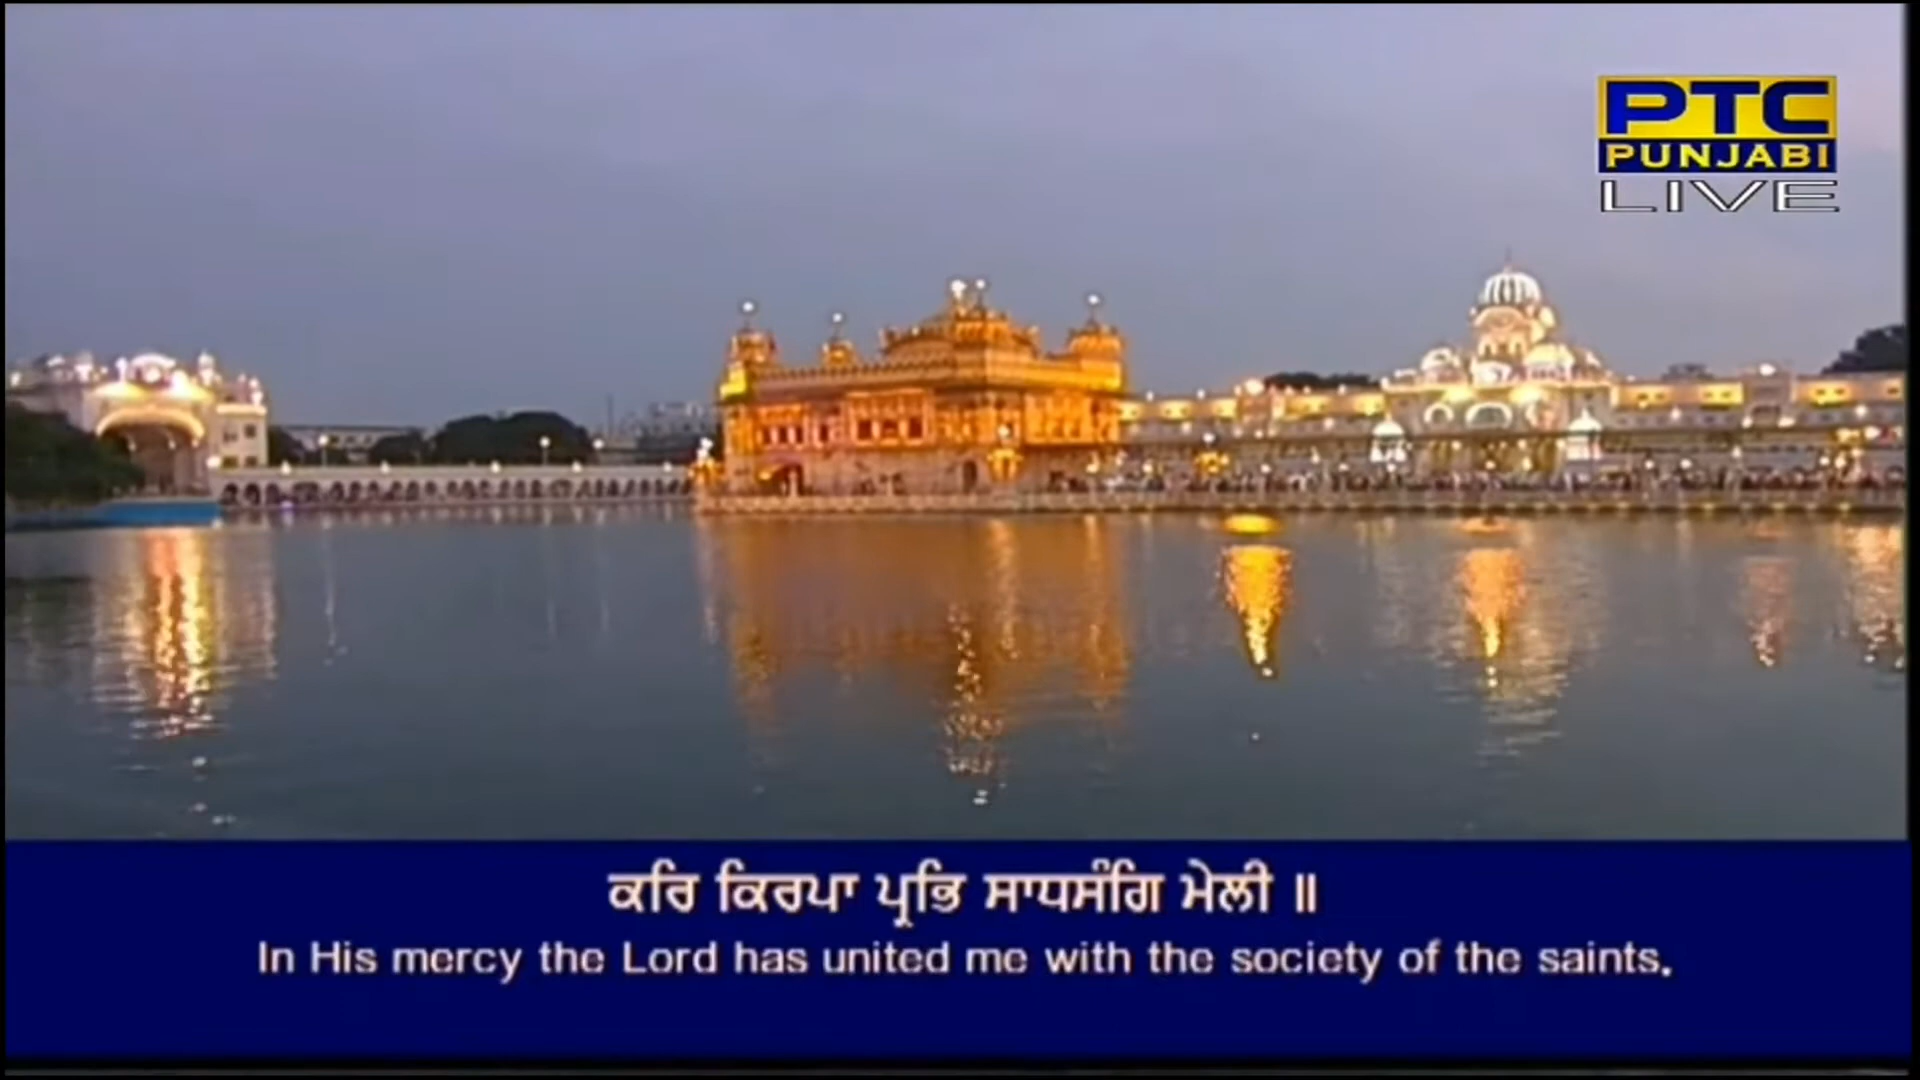 PTC
PUNJABI
LIVE
ਕਰਿ ਕਿਰਪਾ ਪ੍ਰਭਿ ਸਾਧਸੰਗਿ ਮੇਲੀ ॥
In His mercy the Lord has united me with the society of the saints.